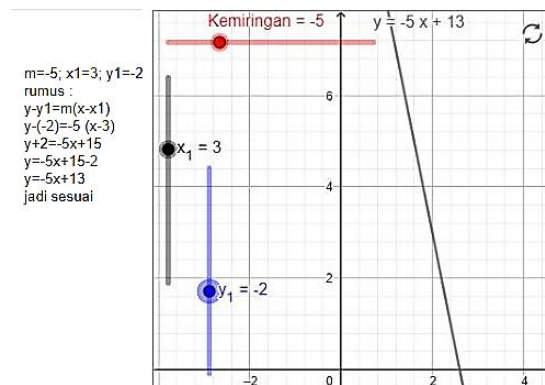 Kemiringan = -5
y = -5 x + 13
m=-5; x1=3; y1=-2
rumus :
y-y1=m(x-x1)
y-(-2)=-5 (x-3)
y+2=-5x+15
y=-5x+15-2
y=-5x+13
jadi sesuai
x₁ = 3
y₁ = -2
6
4
2
-2
0
2
4